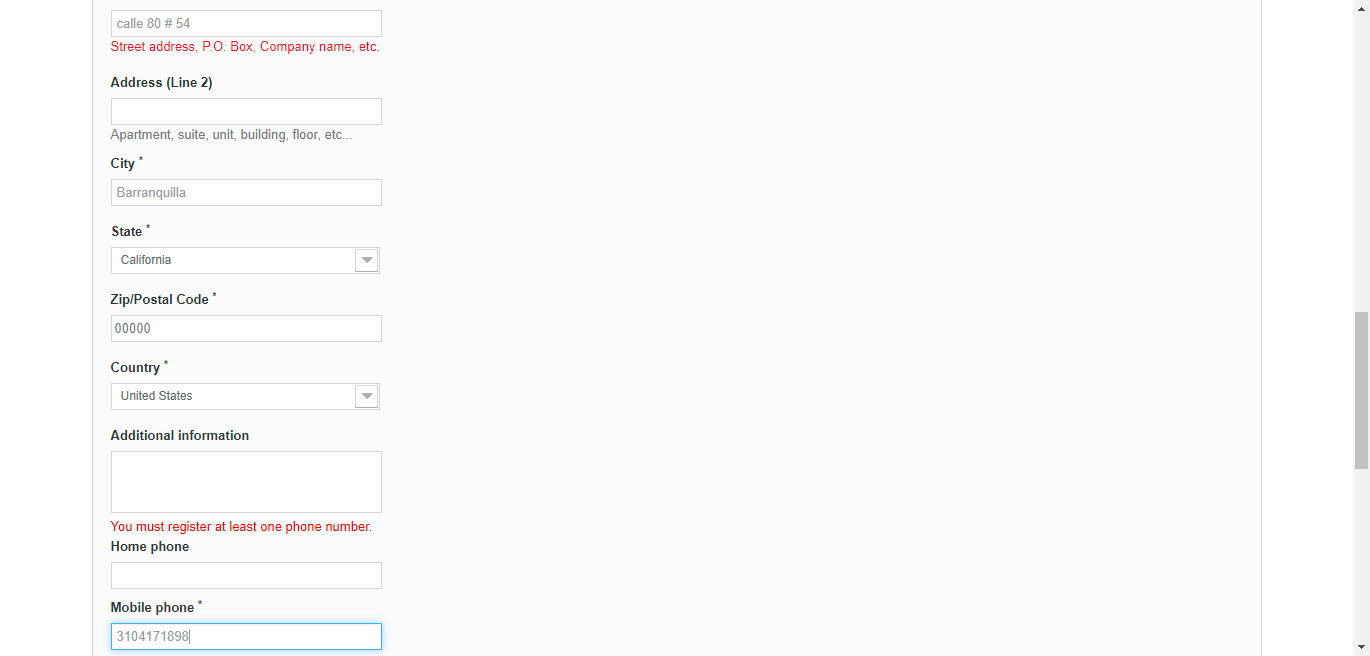 calle 80 # 54
Street address, P.O. Box, Company name, etc.
Address (Line 2)
Apartment, suite, unit, building, floor, etc...
City *
Barranquilla
State *
California
Zip/Postal Code *
00000
Country *
United States
Additional information
You must register at least one phone number.
Home phone
Mobile phone *
3104171898